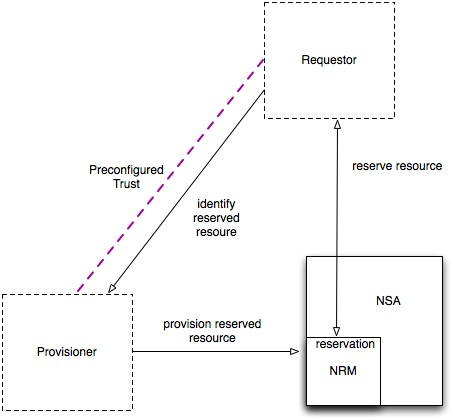 Requestor
Preconfigured
Trust
reserve resource
identify
reserved
resoure
NSA
provision reserved
resource
reservation
Provisioner
NRM